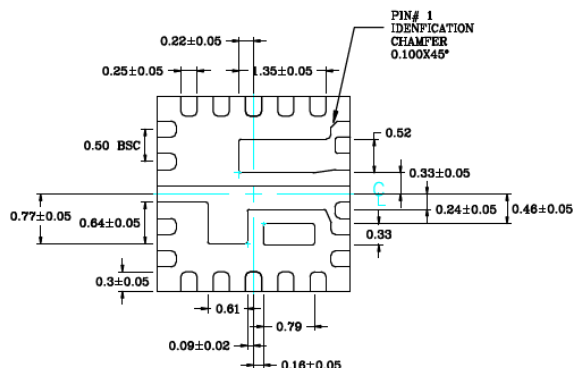 PIN# 1
IDENFICATION
CHAMFER
0.100X45°
0.22±0.05
0.25±0.05
1.35±0.05
0.50 BSC
0.52
0.33±0.05
C
L
0.77±0.05
0.64±0.05
0.24±0.05
0.46±0.05
0.33
0.3±0.05
0.61
0.79
0.09±0.02
0.16±0.05